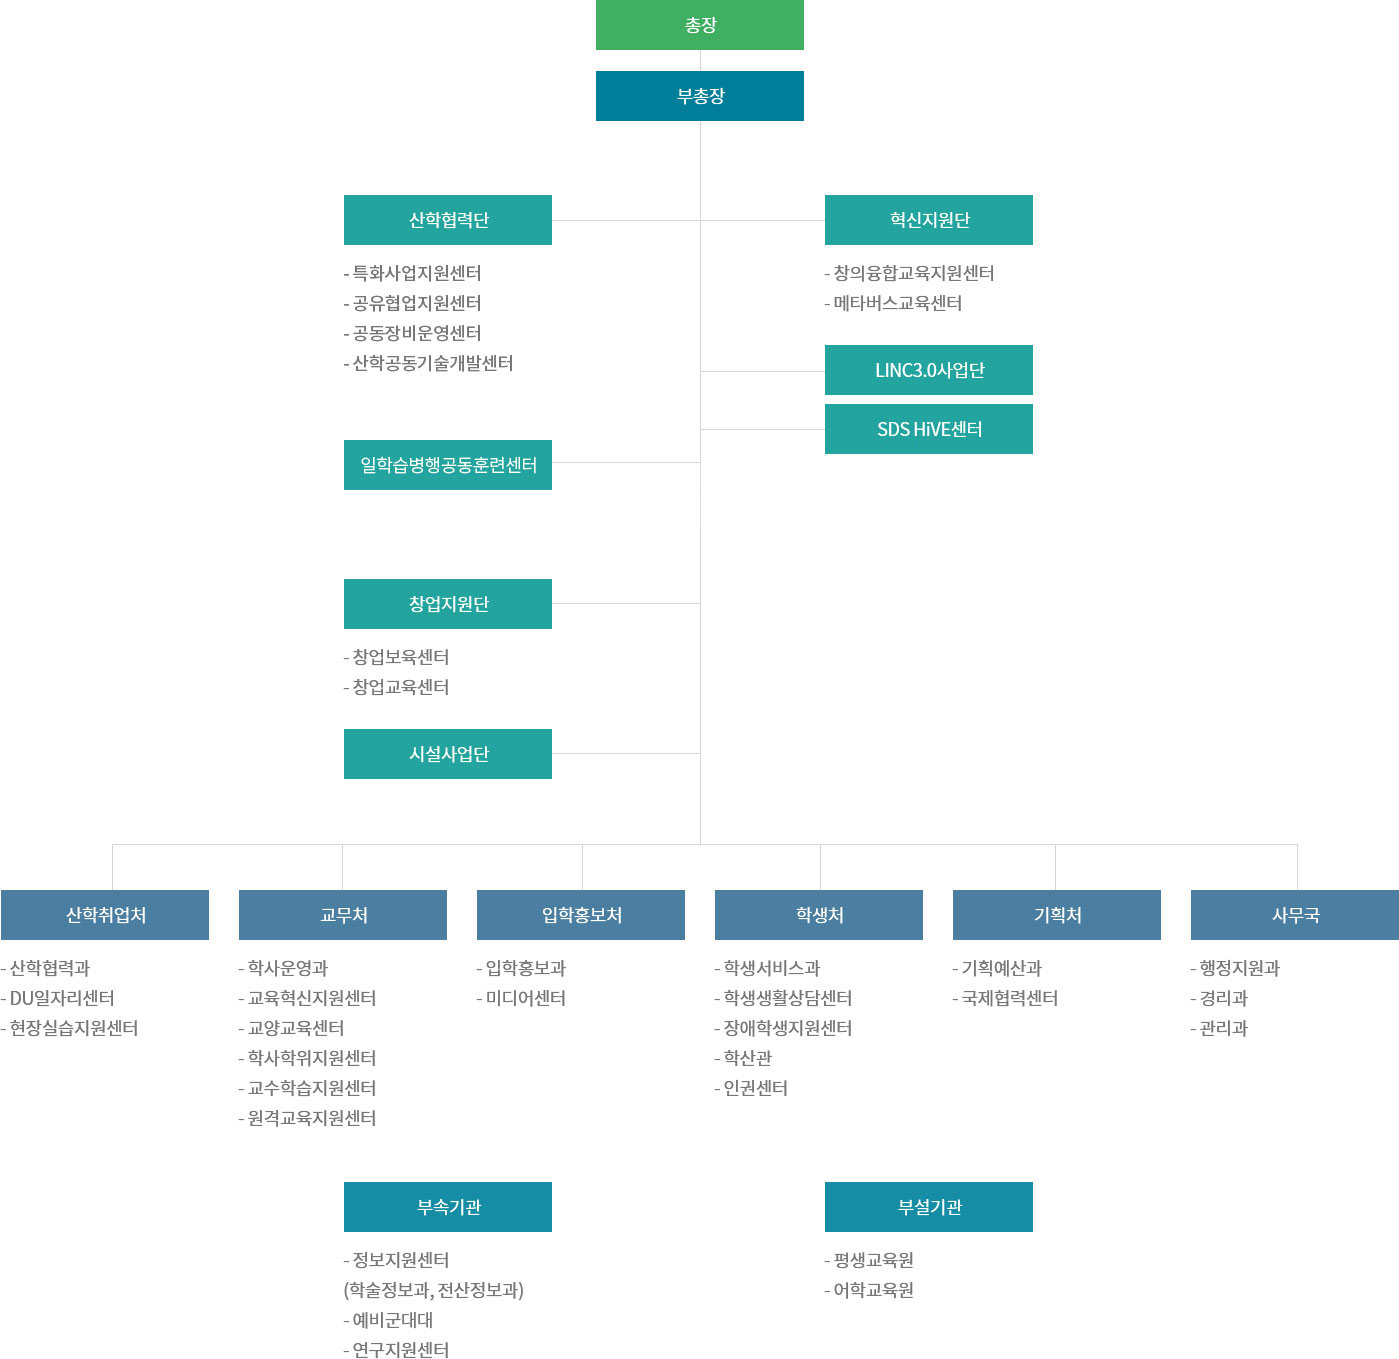 총장
부총장
산학협력단
- 특화사업지원센터
- 공유협업지원센터
- 공동장비운영센터
- 산학공동기술개발센터
혁신지원단
- 창의융합교육지원센터
- 메타버스교육센터
LINC3.0사업단
SDS HiVE센터
일학습병행공동훈련센터
창업지원단
- 창업보육센터
- 창업교육센터
시설사업단
산학취업처
- 산학협력과
- DU일자리센터
- 현장실습지원센터
교무처
- 학사운영과
- 교육혁신지원센터
- 교양교육센터
- 학사학위지원센터
- 교수학습지원센터
- 원격교육지원센터
입학홍보처
- 입학홍보과
- 미디어센터
학생처
- 학생서비스과
- 학생생활상담센터
- 장애학생지원센터
- 학산관
- 인권센터
기획처
- 기획예산과
- 국제협력센터
사무국
- 행정지원과
- 경리과
- 관리과
부속기관
- 정보지원센터
(학술정보과, 전산정보과)
- 예비군대대
- 연구지원센터
부설기관
- 평생교육원
- 어학교육원